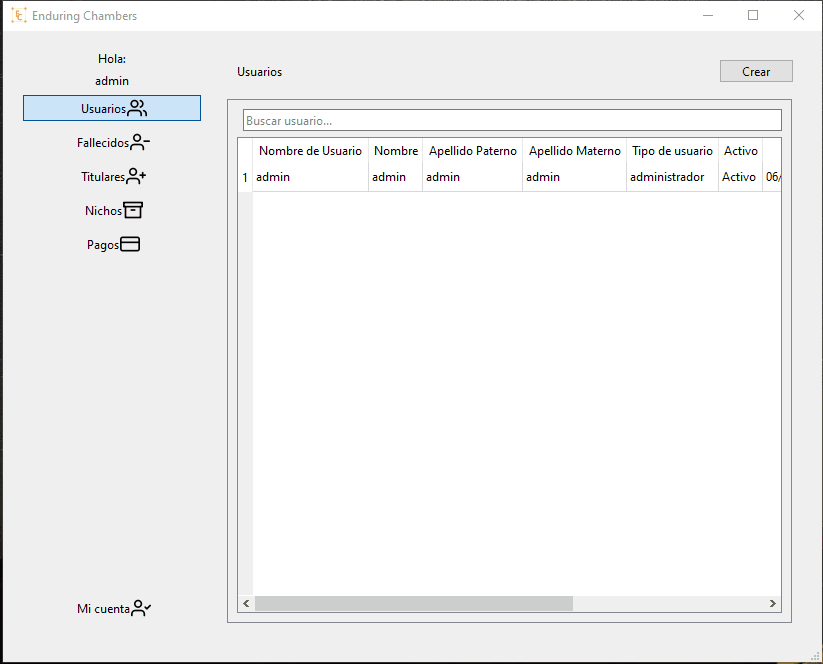 Enduring Chambers
Hola:
admin
Usuarios
Fallecidos
Titulares
Nichos
Pagos
Mi cuenta
Usuarios
Crear
Buscar usuario...
Nombre de Usuario Nombre Apellido Paterno Apellido Materno Tipo de usuario Activo
1 admin admin admin admin administrador Activo 06/